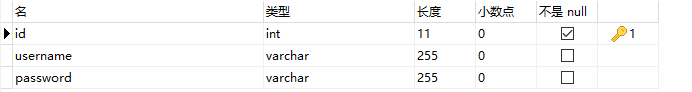 名 类型 长度 小数点 不是 null
id int 11 0 1
username varchar 255 0
password varchar 255 0